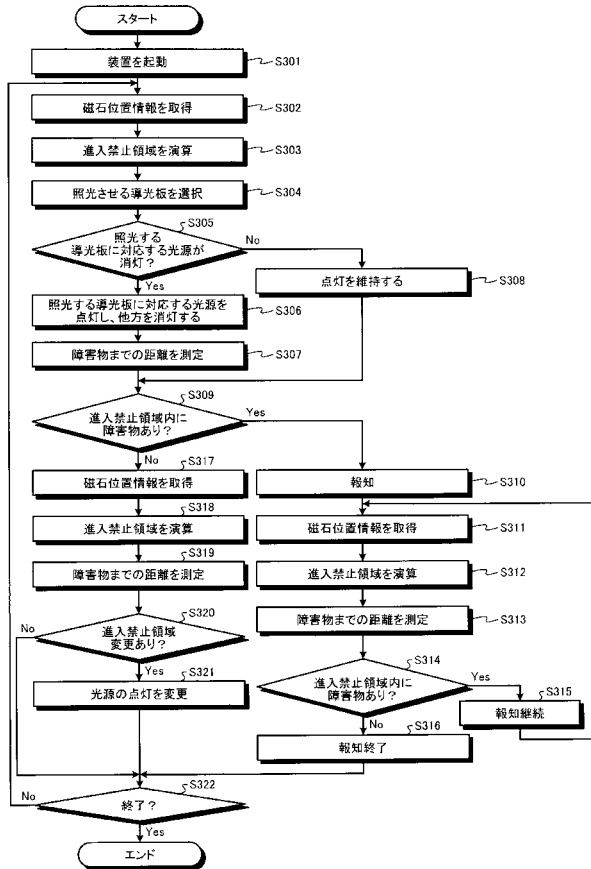 スタート
装置を起動
S301
磁石位置情報を取得
S302
進入禁止領域を演算
S303
照光させる導光板を選択
S304
S305
照光する
導光板に対応する光源が
消灯?
No
Yes
点灯を維持する
S308
照光する導光板に対応する光源を
点灯し、他方を消灯する
S306
障害物までの距離を測定
S307
S309
進入禁止領域内に
障害物あり?
Yes
No
S317
磁石位置情報を取得
報知
S310
S318
進入禁止領域を演算
磁石位置情報を取得
S311
S319
障害物までの距離を測定
進入禁止領域を演算
S312
S320
進入禁止領域
変更あり?
No
Yes
障害物までの距離を測定
S313
S321
光源の点灯を変更
S314
進入禁止領域内に
障害物あり?
Yes
No
S315
報知継続
S316
報知終了
S322
終了?
No
Yes
エンド